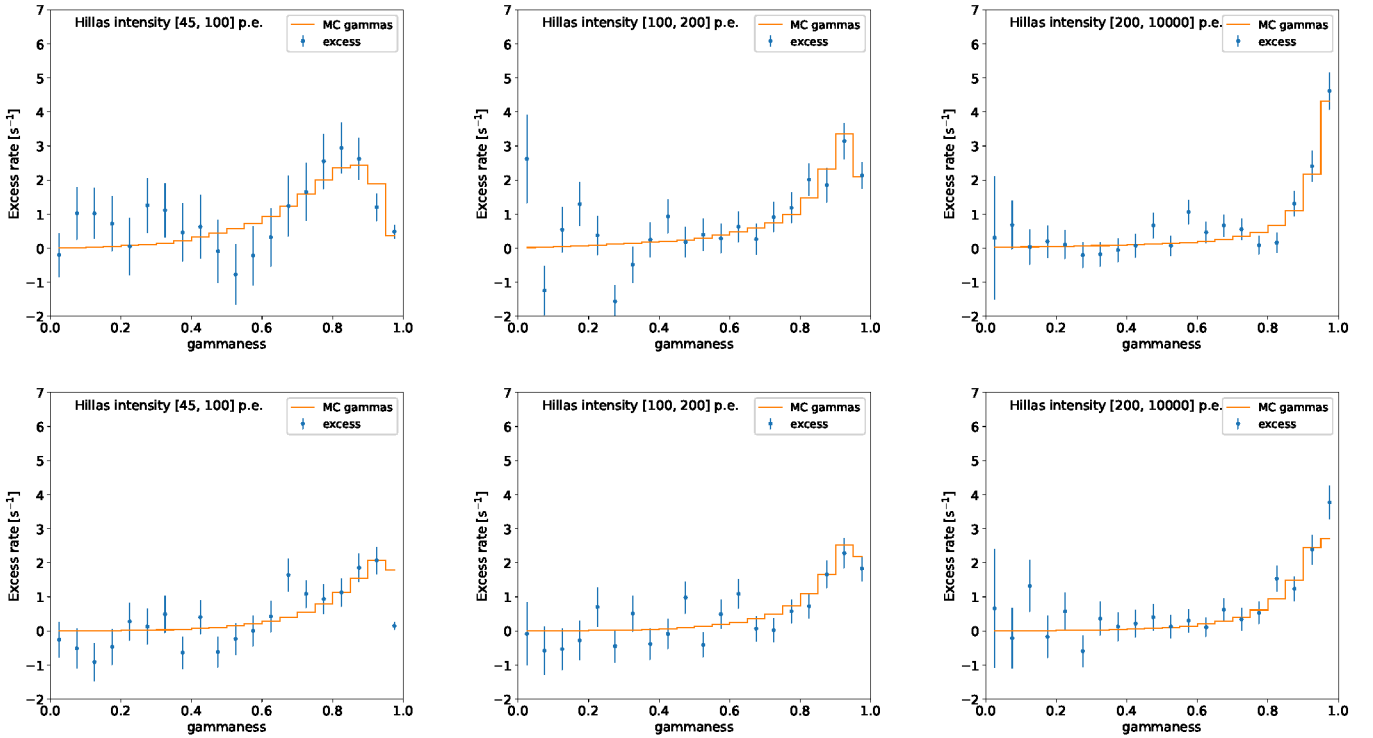 Hillas intensity [45, 100] p.e.
MC gammas
excess
Excess rate [s⁻¹]
7
6
5
4
3
2
1
0
−1
−2
0.0 0.2 0.4 0.6 0.8 1.0
gammaness
Hillas intensity [100, 200] p.e.
MC gammas
excess
Excess rate [s⁻¹]
7
6
5
4
3
2
1
0
−1
−2
0.0 0.2 0.4 0.6 0.8 1.0
gammaness
Hillas intensity [200, 10000] p.e.
MC gammas
excess
Excess rate [s⁻¹]
7
6
5
4
3
2
1
0
−1
−2
0.0 0.2 0.4 0.6 0.8 1.0
gammaness
Hillas intensity [45, 100] p.e.
MC gammas
excess
Excess rate [s⁻¹]
7
6
5
4
3
2
1
0
−1
−2
0.0 0.2 0.4 0.6 0.8 1.0
gammaness
Hillas intensity [100, 200] p.e.
MC gammas
excess
Excess rate [s⁻¹]
7
6
5
4
3
2
1
0
−1
−2
0.0 0.2 0.4 0.6 0.8 1.0
gammaness
Hillas intensity [200, 10000] p.e.
MC gammas
excess
Excess rate [s⁻¹]
7
6
5
4
3
2
1
0
−1
−2
0.0 0.2 0.4 0.6 0.8 1.0
gammaness